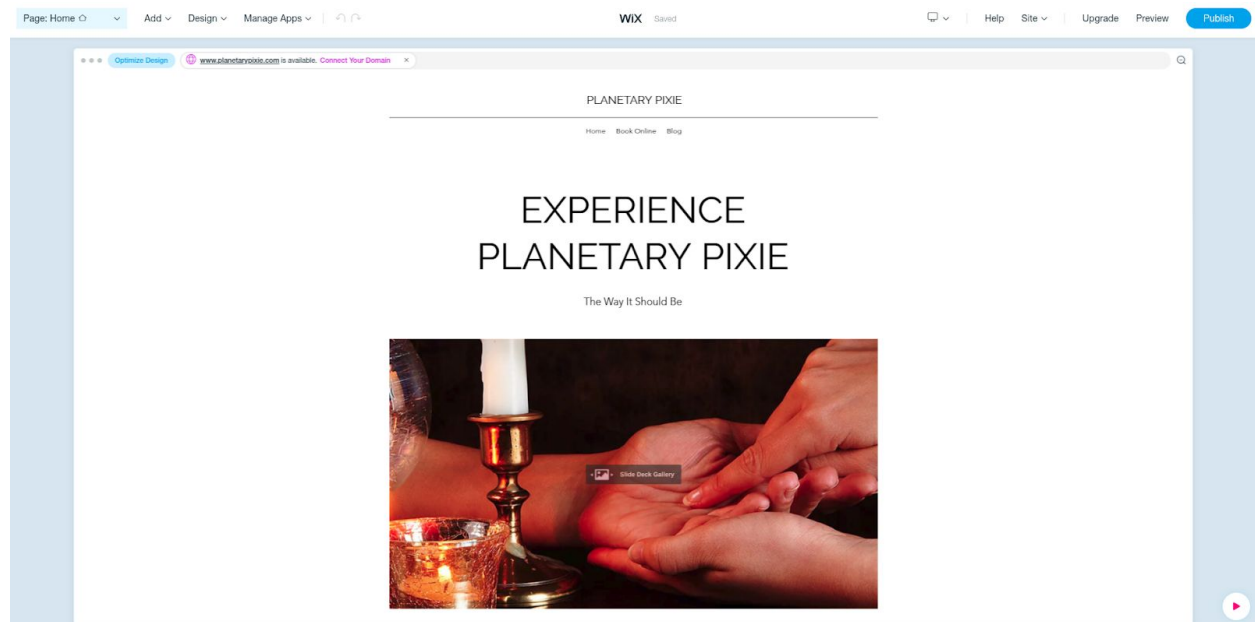 Page: Home Add Design Manage Apps WiX Saved Help Site Upgrade Preview Publish
Optimize Design www.planetarypixie.com is available. Connect Your Domain ×
PLANETARY PIXIE
Home Book Online Blog
EXPERIENCE
PLANETARY PIXIE
The Way It Should Be
Slide Deck Gallery